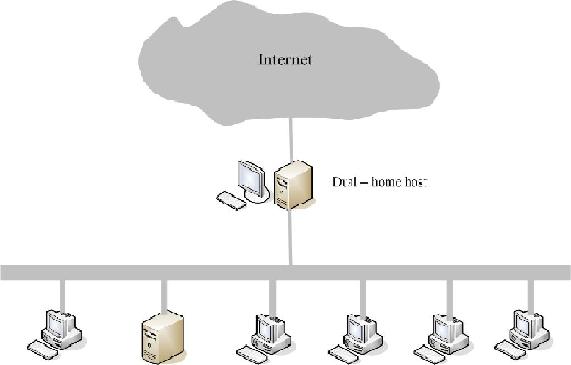 Internet
Dual – home host